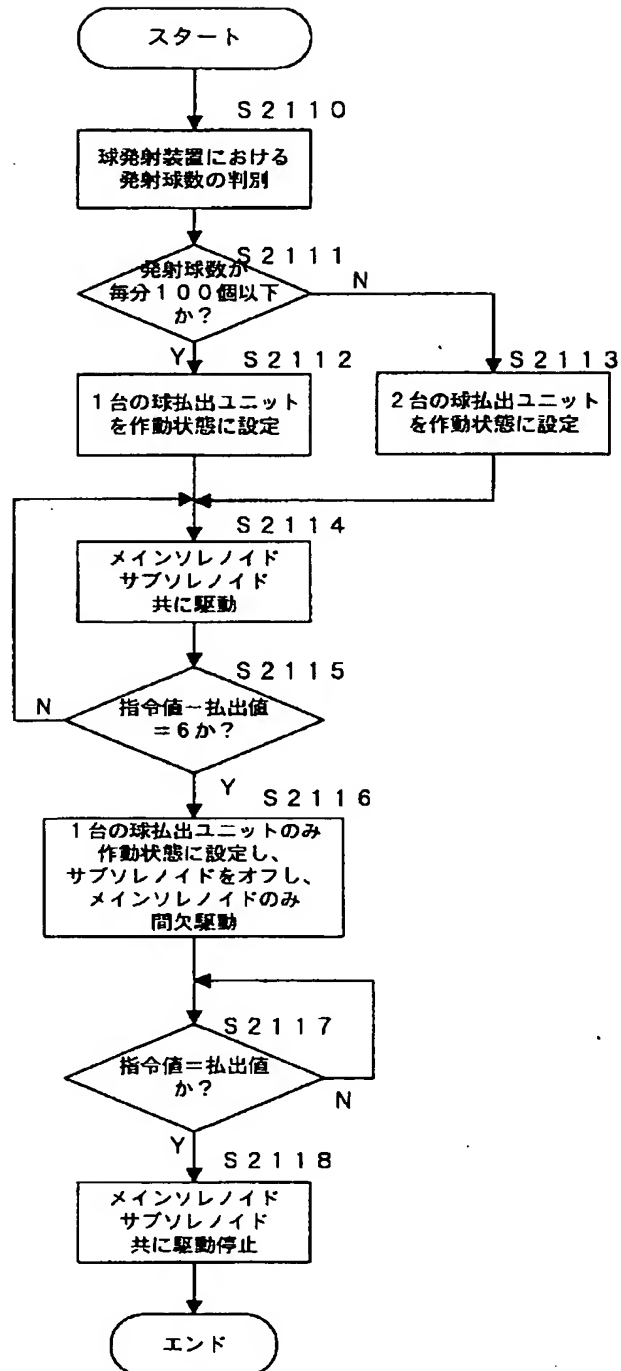 スタート
S2110
球発射装置における
発射球数の判別
S2111
発射球数が
毎分100個以下
か?
N
Y
S2112
1台の球払出ユニット
を作動状態に設定
S2113
2台の球払出ユニット
を作動状態に設定
S2114
メインソレノイド
サブソレノイド
共に駆動
S2115
指令値-払出値
=6か?
N
Y
S2116
1台の球払出ユニットのみ
作動状態に設定し、
サブソレノイドをオフし、
メインソレノイドのみ
間欠駆動
S2117
指令値=払出値
か?
N
Y
S2118
メインソレノイド
サブソレノイド
共に駆動停止
エンド